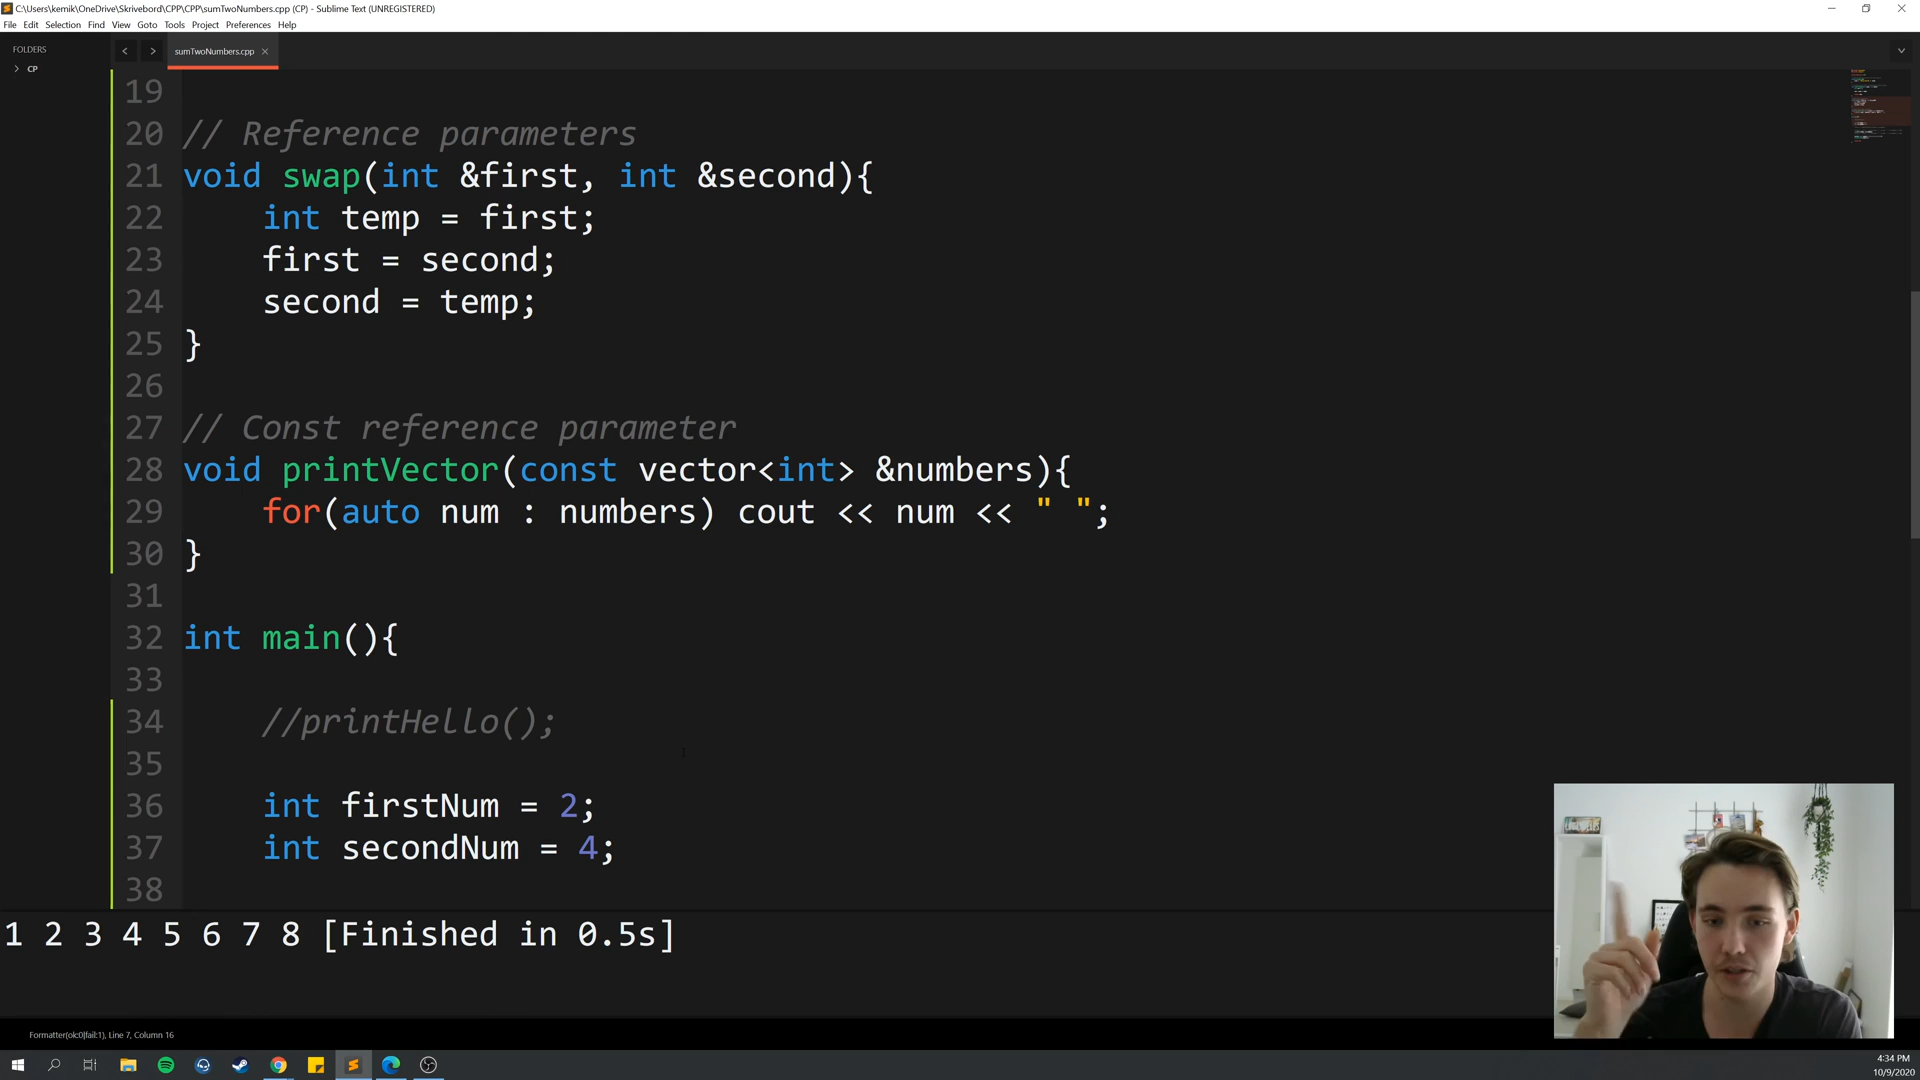 C:\Users\kemik\OneDrive\Skrivebord\CPP\CPP\sumTwoNumbers.cpp (CP) - Sublime Text (UNREGISTERED)
File Edit Selection Find View Goto Tools Project Preferences Help
FOLDERS
CP
sumTwoNumbers.cpp
19
20 // Reference parameters
21 void swap(int &first, int &second){
22 int temp = first;
23 first = second;
24 second = temp;
25 }
26
27 // Const reference parameter
28 void printVector(const vector<int> &numbers){
29 for(auto num : numbers) cout << num << " ";
30 }
31
32 int main(){
33
34 //printHello();
35
36 int firstNum = 2;
37 int secondNum = 4;
38
1 2 3 4 5 6 7 8 [Finished in 0.5s]
Formatter(ok:0|fail:1), Line 7, Column 16
4:34 PM
10/9/2020